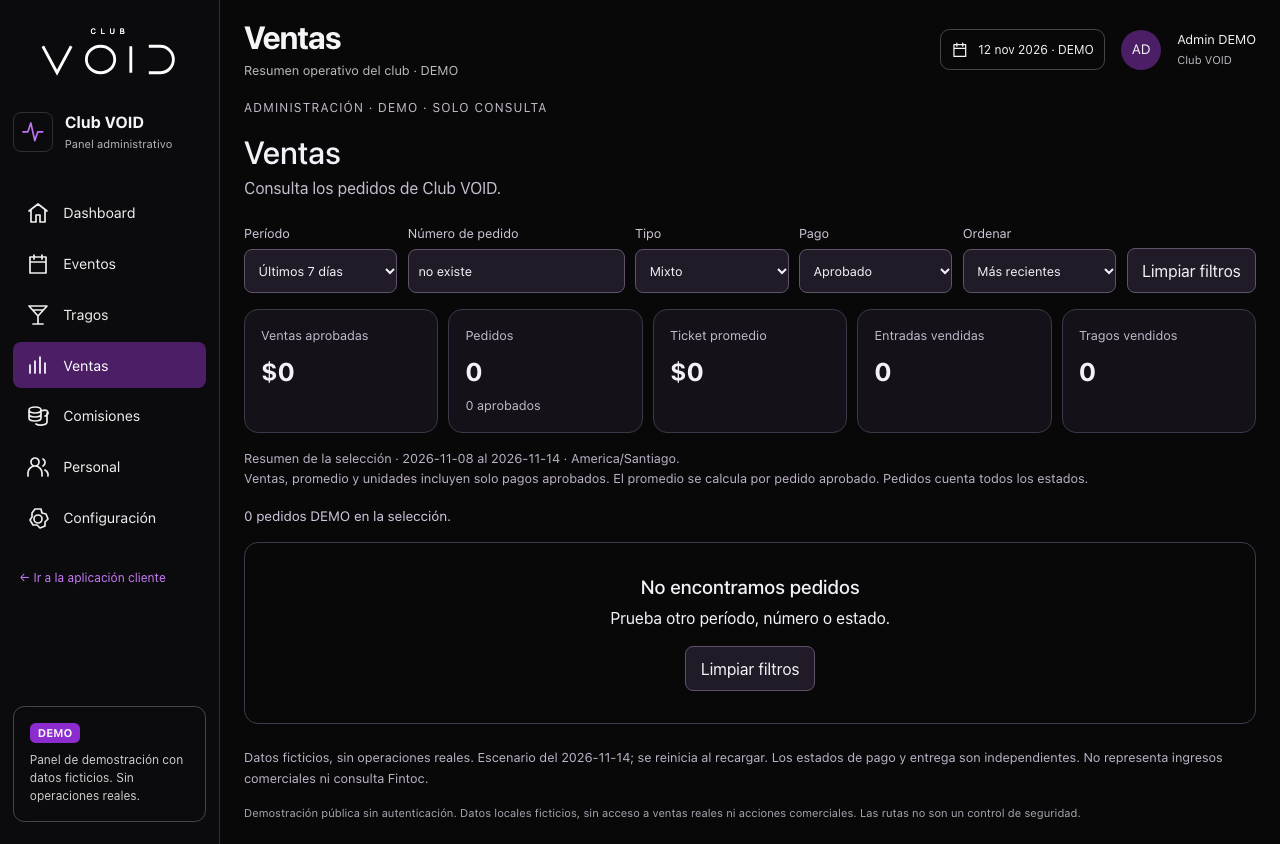 CLUB
VOID
Club VOID
Panel administrativo
Dashboard
Eventos
Tragos
Ventas
Comisiones
Personal
Configuración
← Ir a la aplicación cliente
DEMO
Panel de demostración con
datos ficticios. Sin
operaciones reales.
Ventas
Resumen operativo del club · DEMO
12 nov 2026 · DEMO
AD
Admin DEMO
Club VOID
ADMINISTRACIÓN · DEMO · SOLO CONSULTA
Ventas
Consulta los pedidos de Club VOID.
Período
Número de pedido
Tipo
Pago
Ordenar
Últimos 7 días
no existe
Mixto
Aprobado
Más recientes
Limpiar filtros
Ventas aprobadas
$0
Pedidos
0
0 aprobados
Ticket promedio
$0
Entradas vendidas
0
Tragos vendidos
0
Resumen de la selección · 2026-11-08 al 2026-11-14 · America/Santiago.
Ventas, promedio y unidades incluyen solo pagos aprobados. El promedio se calcula por pedido aprobado. Pedidos cuenta todos los estados.
0 pedidos DEMO en la selección.
No encontramos pedidos
Prueba otro período, número o estado.
Limpiar filtros
Datos ficticios, sin operaciones reales. Escenario del 2026-11-14; se reinicia al recargar. Los estados de pago y entrega son independientes. No representa ingresos
comerciales ni consulta Fintoc.
Demostración pública sin autenticación. Datos locales ficticios, sin acceso a ventas reales ni acciones comerciales. Las rutas no son un control de seguridad.